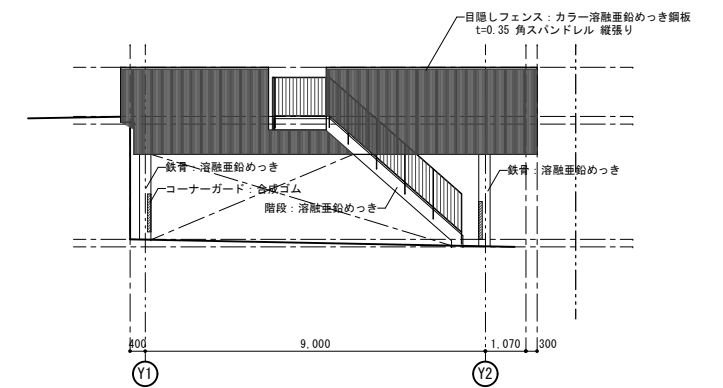 目隠しフェンス：カラー溶融亜鉛めっき鋼板
t=0.35 角スパンドレル 縦張り
鉄骨：溶融亜鉛めっき
鉄骨：溶融亜鉛めっき
コーナーガード：合成ゴム
階段：溶融亜鉛めっき
400
9,000
1,070
300
Y1
Y2